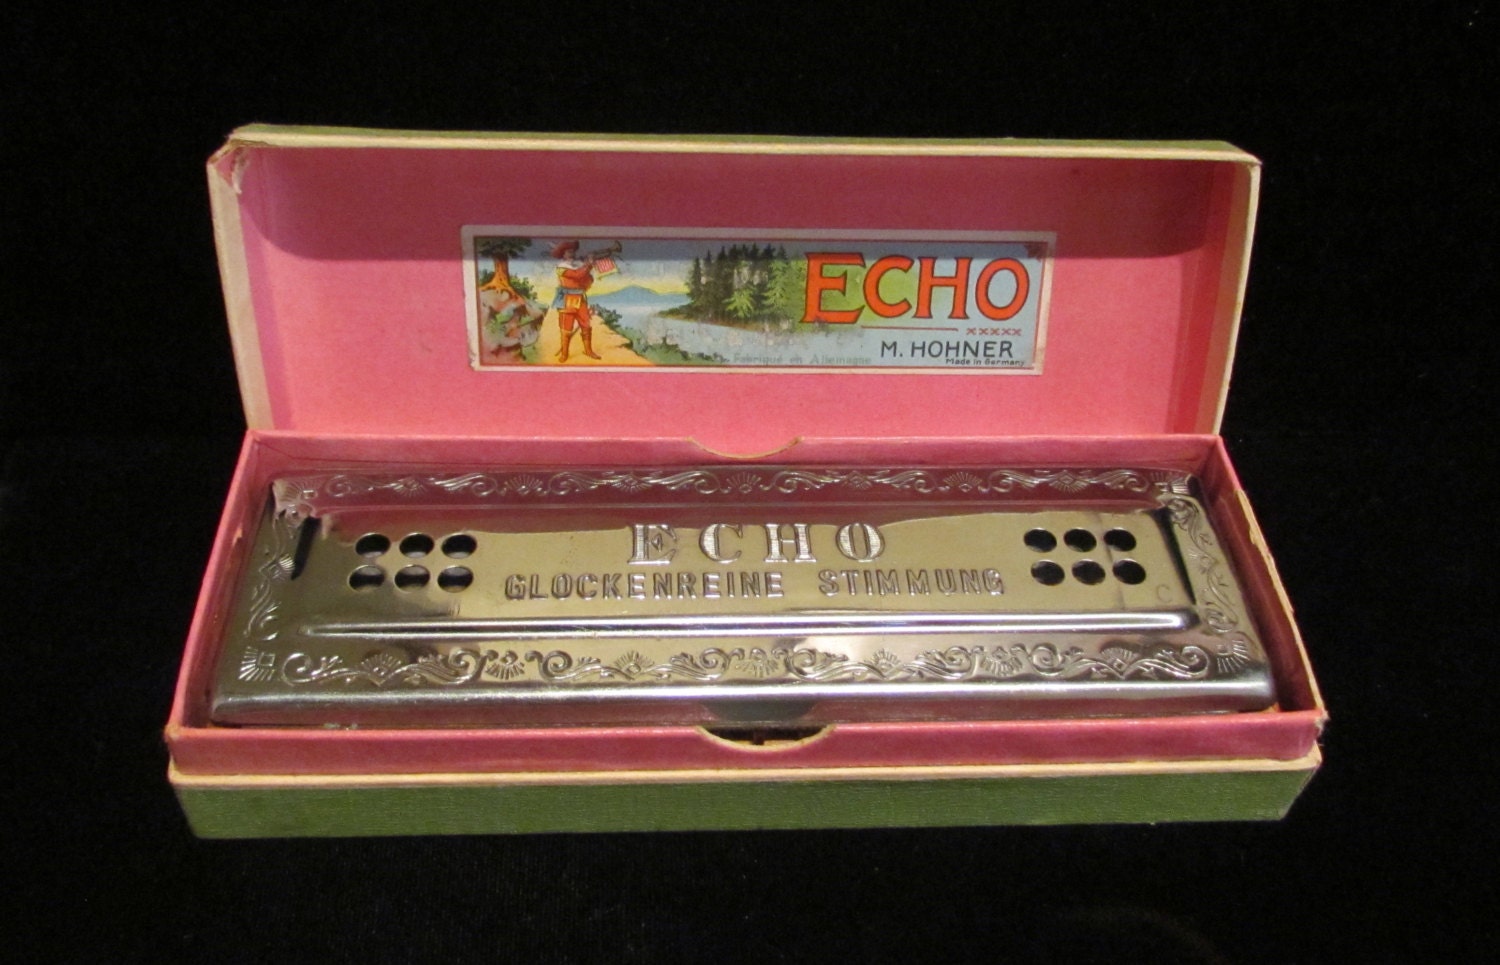 ECHO
xxxxx
M. HOHNER
Fabriqué en Allemagne
Made in Germany
ECHO
GLOCKENREINE STIMMUNG
C